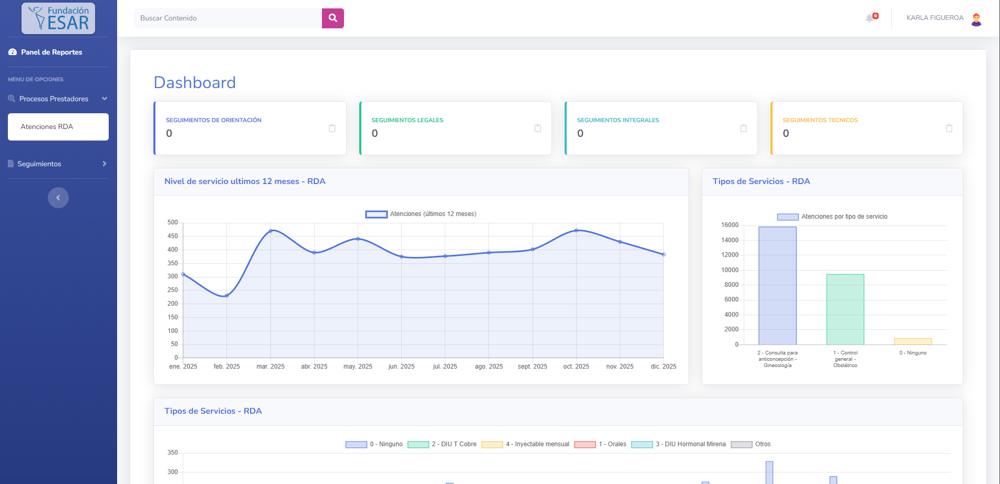 Fundación
ESAR
Panel de Reportes
MENU DE OPCIONES
Procesos Prestadores
Atenciones RDA
Seguimientos
Buscar Contenido
0
KARLA FIGUEROA
Dashboard
SEGUIMIENTOS DE ORIENTACIÓN
0
SEGUIMIENTOS LEGALES
0
SEGUIMIENTOS INTEGRALES
0
SEGUIMIENTOS TECNICOS
0
Nivel de servicio ultimos 12 meses - RDA
Atenciones (últimos 12 meses)
500
450
400
350
300
250
200
150
100
50
0
ene. 2025 feb. 2025 mar. 2025 abr. 2025 may. 2025 jun. 2025 jul. 2025 ago. 2025 sept. 2025 oct. 2025 nov. 2025 dic. 2025
Tipos de Servicios - RDA
Atenciones por tipo de servicio
16000
14000
12000
10000
8000
6000
4000
2000
0
2 - Consulta para
anticoncepción -
Ginecología
1 - Control
general -
Obstétrico
0 - Ninguno
Tipos de Servicios - RDA
0 - Ninguno 2 - DIU T Cobre 4 - Inyectable mensual 1 - Orales 3 - DIU Hormonal Mirena Otros
350
300